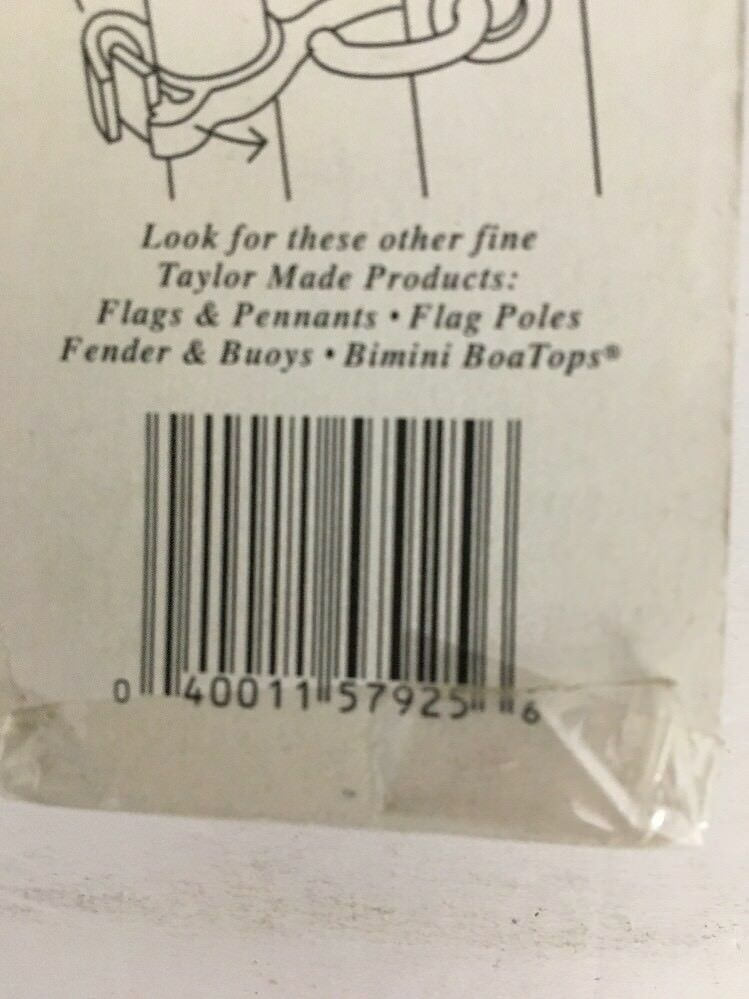 Look for these other fine
Taylor Made Products:
Flags & Pennants • Flag Poles
Fender & Buoys • Bimini BoaTops®
0 40011 57925 6